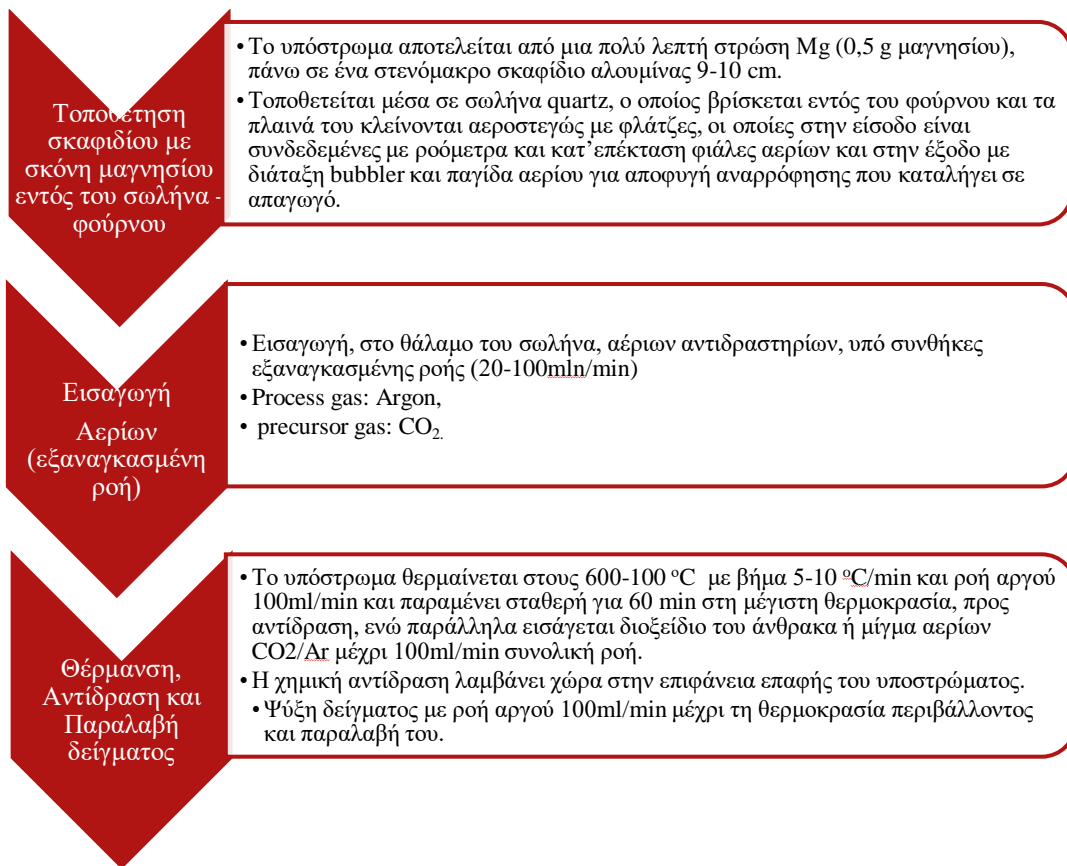 Τοποθέτηση
σκαφιδίου με
σκόνη μαγνησίου
εντός του σωλήνα -
φούρνου
• Το υπόστρωμα αποτελείται από μια πολύ λεπτή στρώση Mg (0,5 g μαγνησίου),
πάνω σε ένα στενόμακρο σκαφίδιο αλουμίνας 9-10 cm.
• Τοποθετείται μέσα σε σωλήνα quartz, ο οποίος βρίσκεται εντός του φούρνου και τα
πλαινά του κλείνονται αεροστεγώς με φλάτζες, οι οποίες στην είσοδο είναι
συνδεδεμένες με ροόμετρα και κατ’επέκταση φιάλες αερίων και στην έξοδο με
διάταξη bubbler και παγίδα αερίου για αποφυγή αναρρόφησης που καταλήγει σε
απαγωγό.
Εισαγωγή
Αερίων
(εξαναγκασμένη
ροή)
• Εισαγωγή, στο θάλαμο του σωλήνα, αέριων αντιδραστηρίων, υπό συνθήκες
εξαναγκασμένης ροής (20-100mln/min)
• Process gas: Argon,
• precursor gas: CO₂.
Θέρμανση,
Αντίδραση και
Παραλαβή
δείγματος
• Το υπόστρωμα θερμαίνεται στους 600-100 ᵒC με βήμα 5-10 ᵒC/min και ροή αργού
100ml/min και παραμένει σταθερή για 60 min στη μέγιστη θερμοκρασία, προς
αντίδραση, ενώ παράλληλα εισάγεται διοξείδιο του άνθρακα ή μίγμα αερίων
CO2/Ar μέχρι 100ml/min συνολική ροή.
• Η χημική αντίδραση λαμβάνει χώρα στην επιφάνεια επαφής του υποστρώματος.
• Ψύξη δείγματος με ροή αργού 100ml/min μέχρι τη θερμοκρασία περιβάλλοντος
και παραλαβή του.